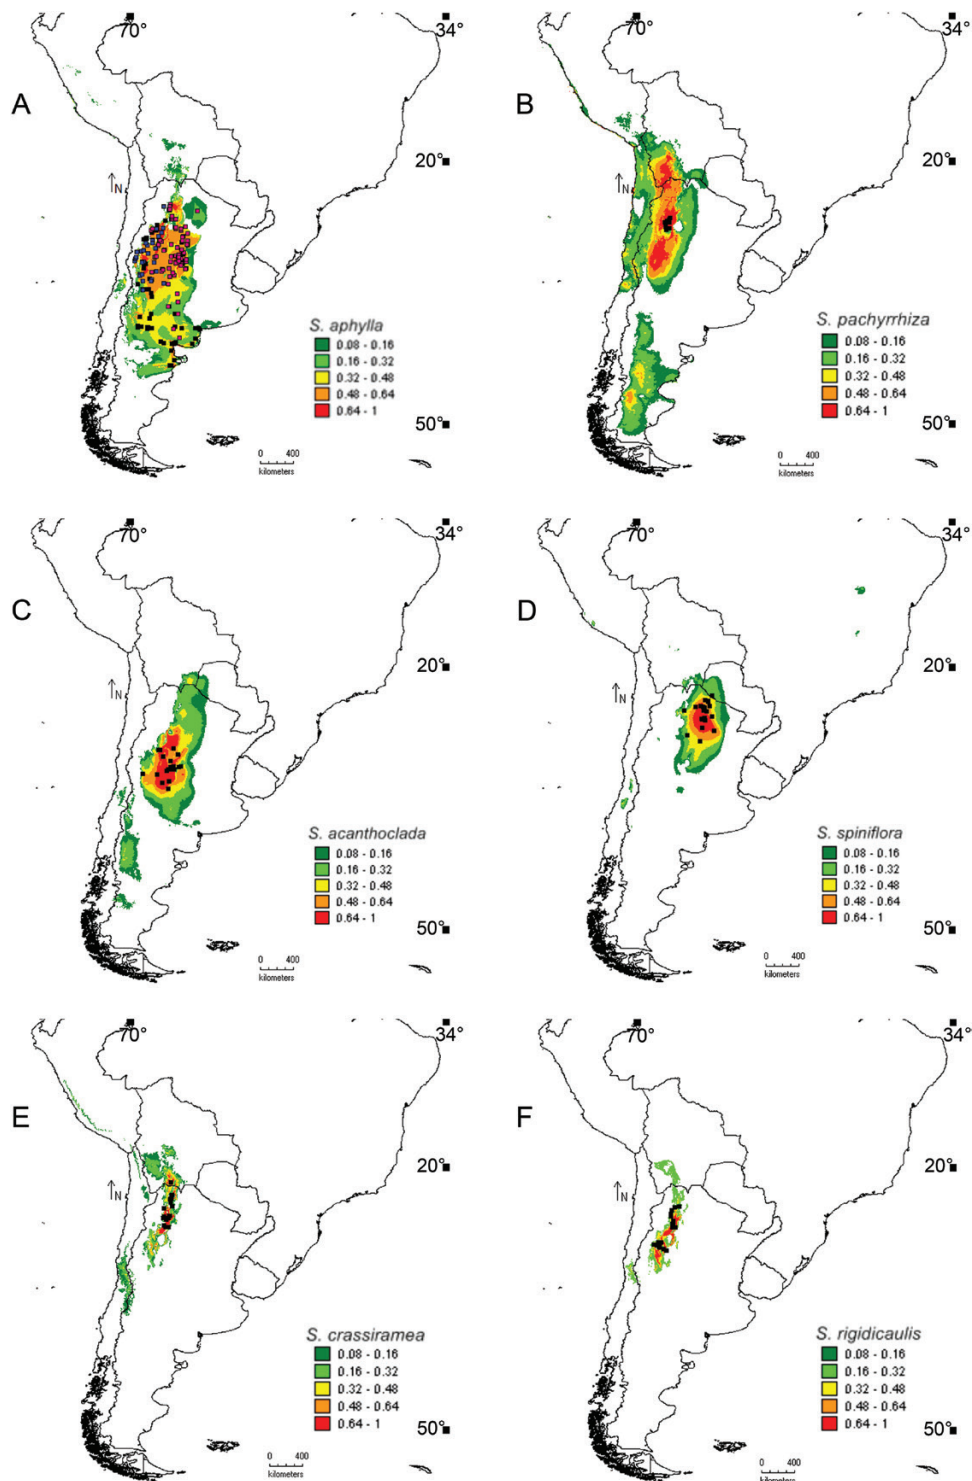 70°
34°
A
20°
N
S. aphylla
0.08 - 0.16
0.16 - 0.32
0.32 - 0.48
0.48 - 0.64
0.64 - 1
50°
0 400
kilometers
70°
34°
B
20°
N
S. pachyrrhiza
0.08 - 0.16
0.16 - 0.32
0.32 - 0.48
0.48 - 0.64
0.64 - 1
50°
0 400
kilometers
70°
34°
C
20°
N
S. acanthoclada
0.08 - 0.16
0.16 - 0.32
0.32 - 0.48
0.48 - 0.64
0.64 - 1
50°
0 400
kilometers
70°
34°
D
20°
N
S. spiniflora
0.08 - 0.16
0.16 - 0.32
0.32 - 0.48
0.48 - 0.64
0.64 - 1
50°
0 400
kilometers
70°
34°
E
20°
N
S. crassiramea
0.08 - 0.16
0.16 - 0.32
0.32 - 0.48
0.48 - 0.64
0.64 - 1
50°
0 400
kilometers
70°
34°
F
20°
N
S. rigidicaulis
0.08 - 0.16
0.16 - 0.32
0.32 - 0.48
0.48 - 0.64
0.64 - 1
50°
0 400
kilometers